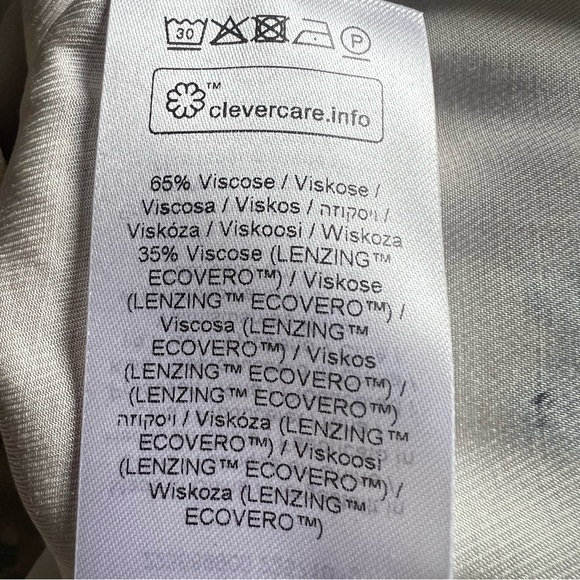 30
P
™
clevercare.info
65% Viscose / Viskose /
Viscosa / Viskos / ויסקוזה /
Viskóza / Viskoosi / Wiskoza
35% Viscose (LENZING™
ECOVERO™) / Viskose
(LENZING™ ECOVERO™) /
Viscosa (LENZING™
ECOVERO™) / Viskos
(LENZING™ ECOVERO™) /
(LENZING™ ECOVERO™)
ויסקוזה / Viskóza (LENZING™
ECOVERO™) / Viskoosi
(LENZING™ ECOVERO™) /
Wiskoza (LENZING™
ECOVERO™)